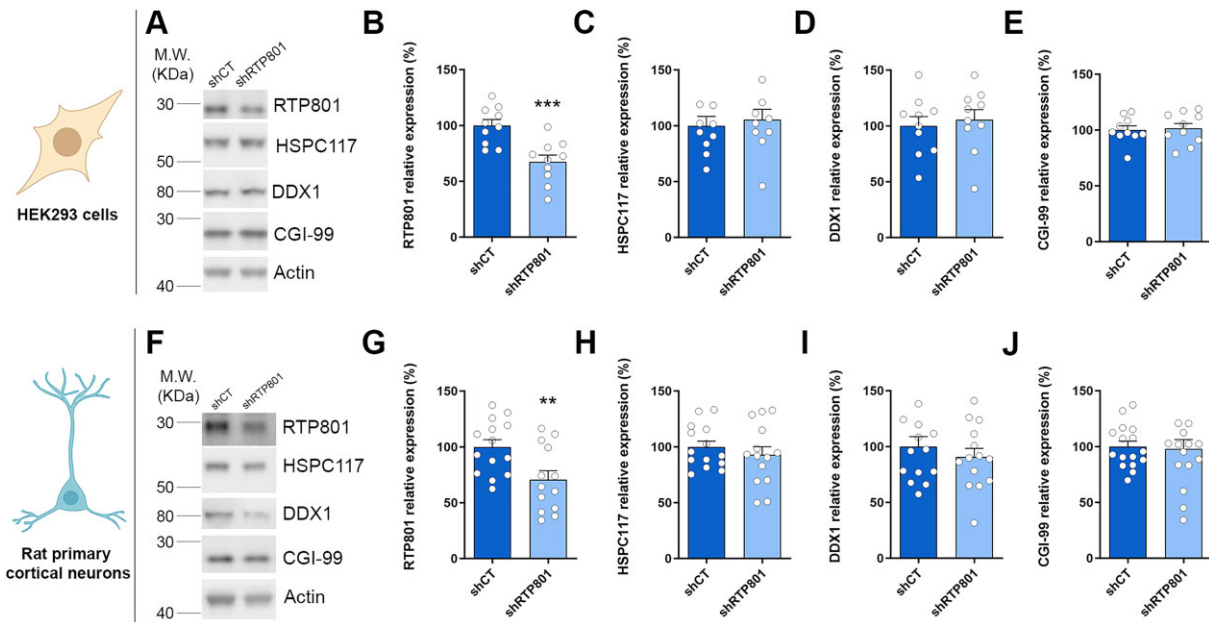 A
M.W.
(KDa)
shCT
shRTP801
30
RTP801
HSPC117
50
80
DDX1
30
CGI-99
Actin
40
HEK293 cells
B
RTP801 relative expression (%)
150
100
50
0
***
shCT
shRTP801
C
HSPC117 relative expression (%)
150
100
50
0
shCT
shRTP801
D
DDX1 relative expression (%)
150
100
50
0
shCT
shRTP801
E
CGI-99 relative expression (%)
150
100
50
0
shCT
shRTP801
F
M.W.
(KDa)
shCT
shRTP801
30
RTP801
HSPC117
50
80
DDX1
30
CGI-99
Actin
40
Rat primary
cortical neurons
G
RTP801 relative expression (%)
150
100
50
0
**
shCT
shRTP801
H
HSPC117 relative expression (%)
150
100
50
0
shCT
shRTP801
I
DDX1 relative expression (%)
150
100
50
0
shCT
shRTP801
J
CGI-99 relative expression (%)
150
100
50
0
shCT
shRTP801